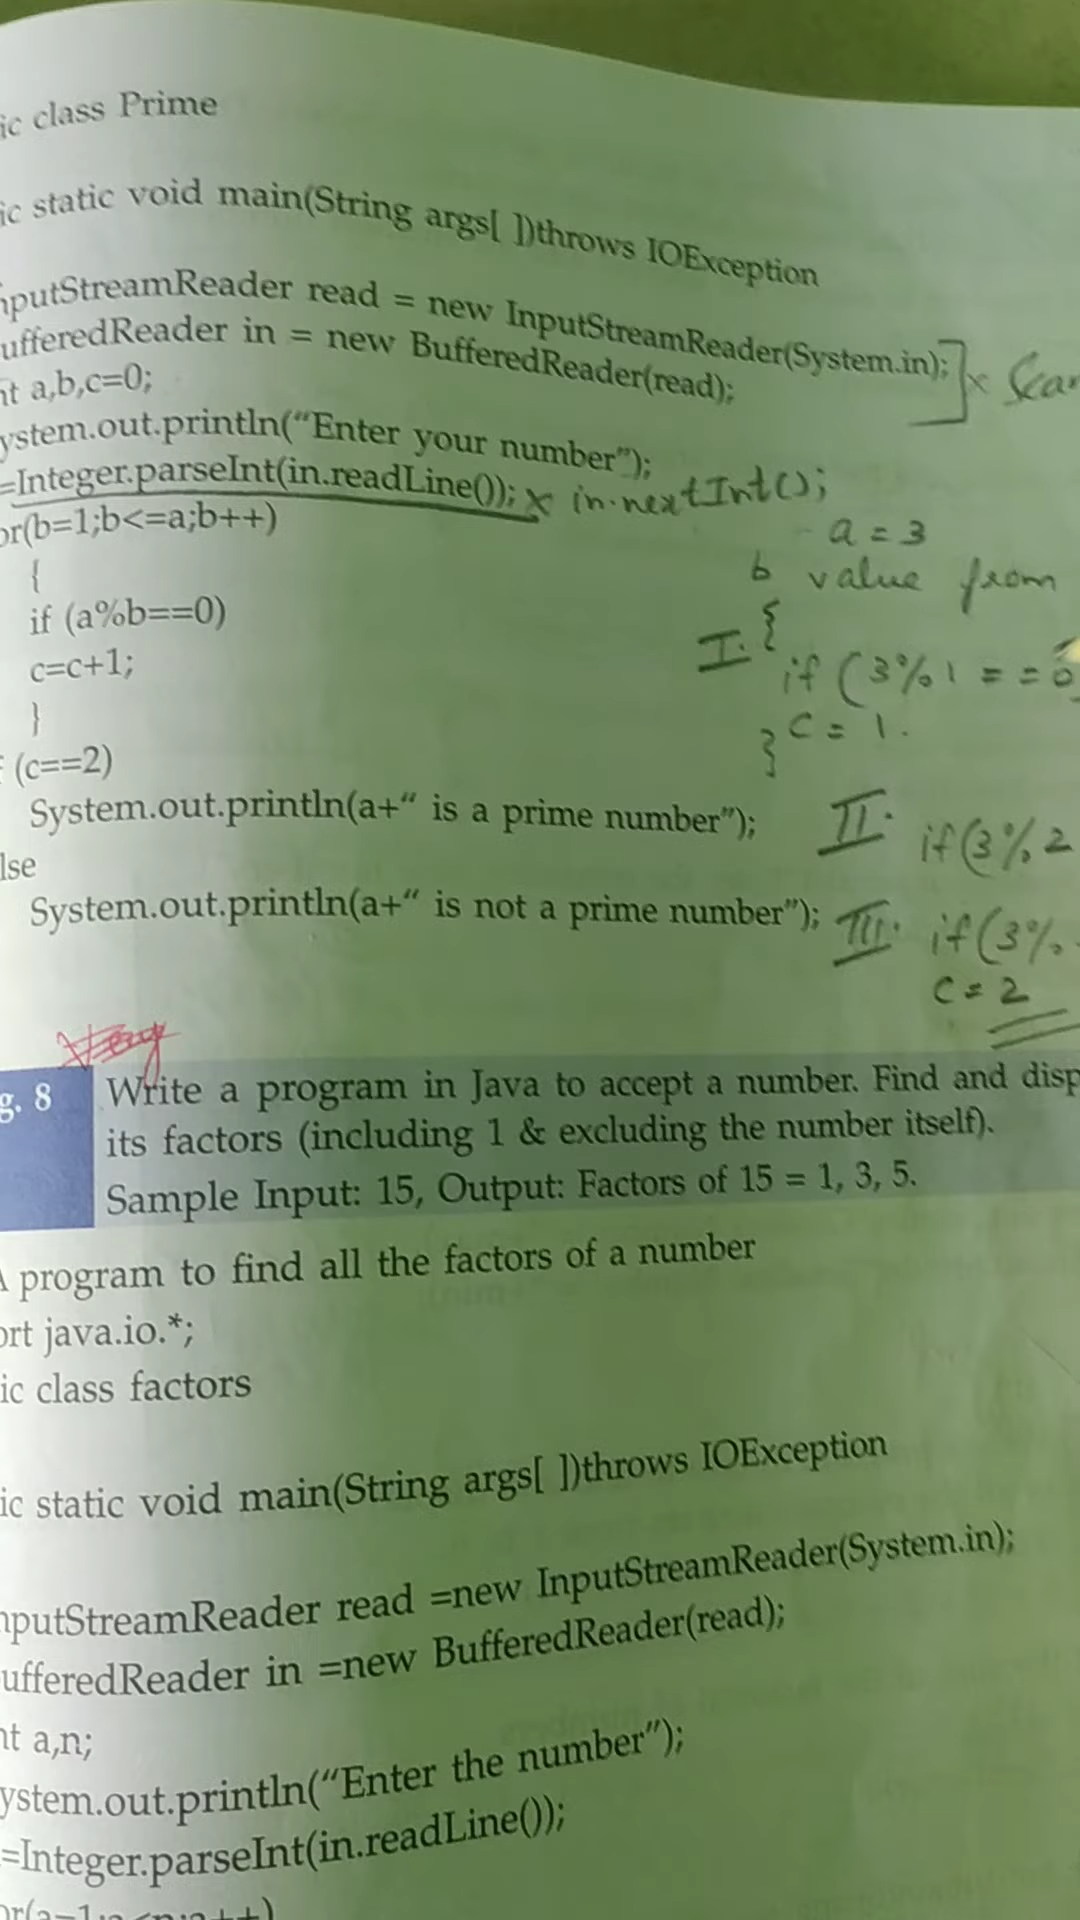 ic class Prime
ic static void main(String args[ ])throws IOException
nputStreamReader read = new InputStreamReader(System.in);
ufferedReader in = new BufferedReader(read);
nt a,b,c=0;
ystem.out.println("Enter your number");
=Integer.parseInt(in.readLine()); x in.nextInt();
or(b=1;b<=a;b++)
a = 3
b value from
{
I. {
if (a%b==0)
if (3%1 = = 0
c=c+1;
} c = 1.
}
(c==2)
System.out.println(a+" is a prime number");
II. if(3%2
lse
System.out.println(a+" is not a prime number");
III. if(3%
c = 2
g. 8 Write a program in Java to accept a number. Find and disp
its factors (including 1 & excluding the number itself).
Sample Input: 15, Output: Factors of 15 = 1, 3, 5.
A program to find all the factors of a number
ort java.io.*;
ic class factors
ic static void main(String args[ ])throws IOException
nputStreamReader read =new InputStreamReader(System.in);
ufferedReader in =new BufferedReader(read);
nt a,n;
ystem.out.println("Enter the number");
=Integer.parseInt(in.readLine());